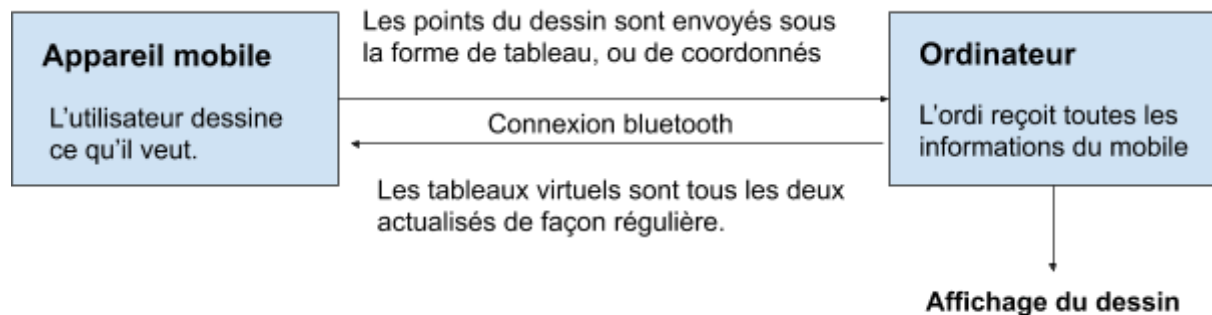 Appareil mobile
L'utilisateur dessine
ce qu'il veut.
Les points du dessin sont envoyés sous
la forme de tableau, ou de coordonnés
Connexion bluetooth
Les tableaux virtuels sont tous les deux
actualisés de façon régulière.
Ordinateur
L'ordi reçoit toutes les
informations du mobile
Affichage du dessin